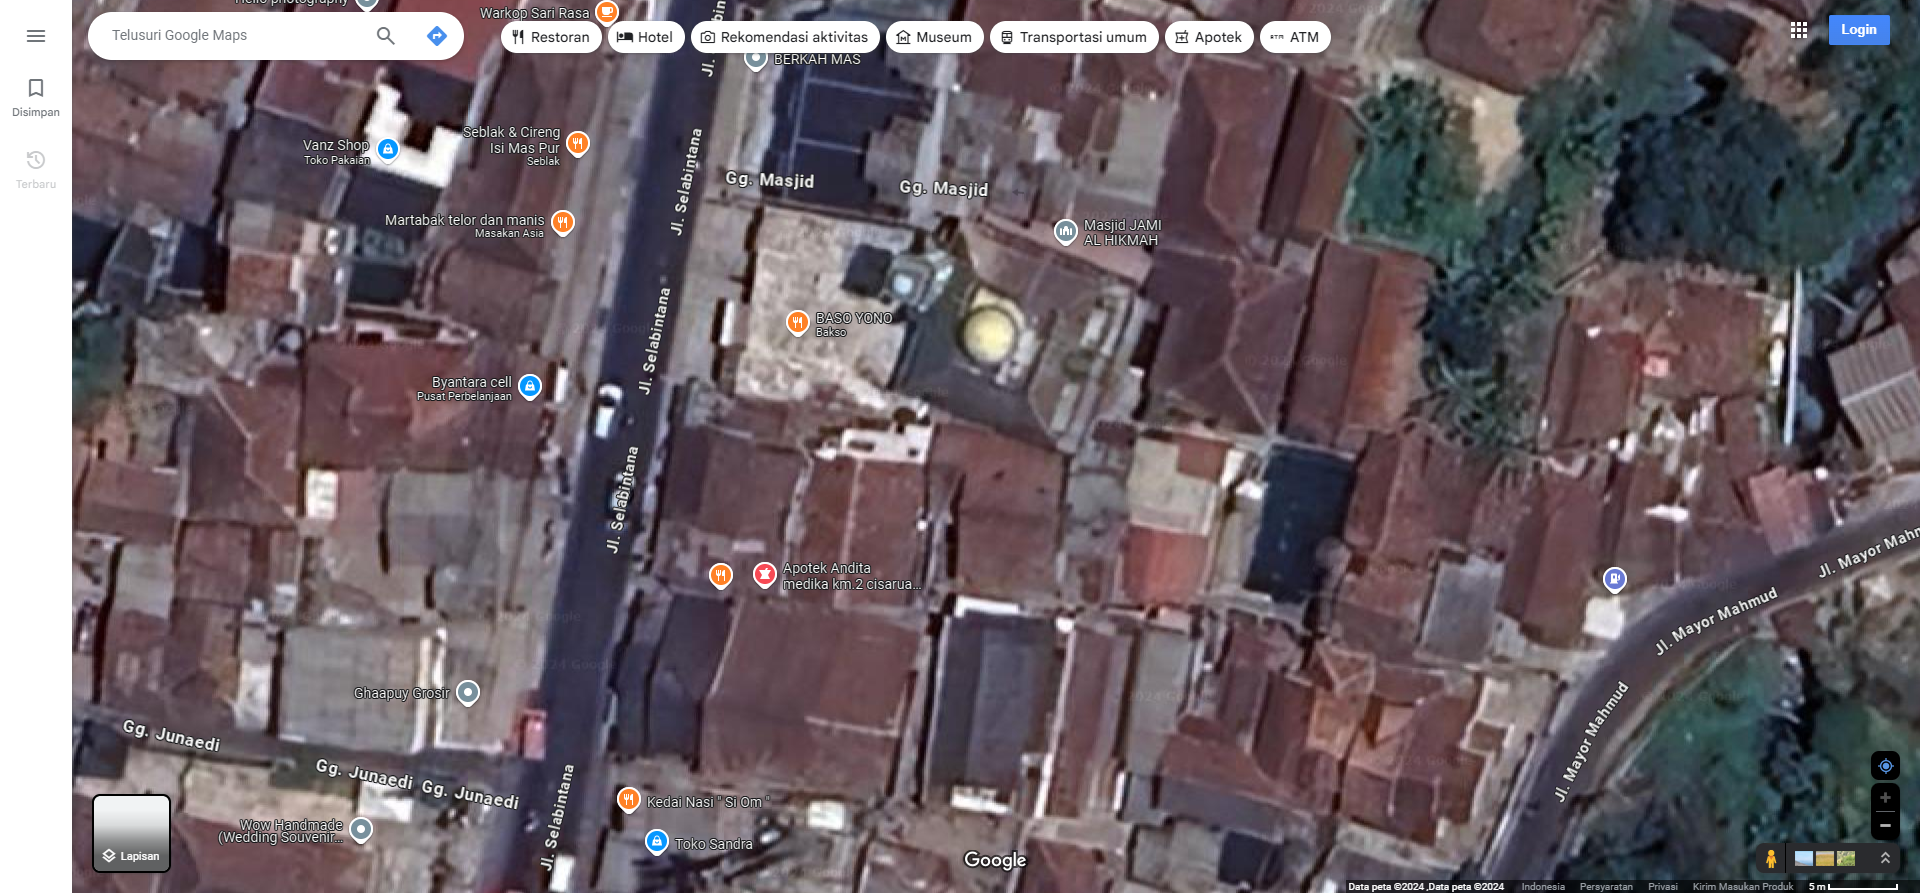 Hello photography
Warkop Sari Rasa
Telusuri Google Maps
Restoran
Hotel
Rekomendasi aktivitas
Museum
Transportasi umum
Apotek
ATM
Login
Disimpan
Terbaru
BERKAH MAS
Jl. Selabintana
Seblak & Cireng
Isi Mas Pur
Seblak
Vanz Shop
Toko Pakaian
Gg. Masjid
Gg. Masjid
Martabak telor dan manis
Masakan Asia
Masjid JAMI
AL HIKMAH
BASO YONO
Bakso
Jl. Selabintana
Byantara cell
Pusat Perbelanjaan
Jl. Selabintana
Apotek Andita
medika km.2 cisarua...
Jl. Mayor Mahmud
Jl. Mayor Mahmud
Ghaapuy Grosir
Gg. Junaedi
Gg. Junaedi
Gg. Junaedi
Jl. Selabintana
Kedai Nasi " Si Om "
Wow Handmade
(Wedding Souvenir...
Toko Sandra
Lapisan
Google
Data peta ©2024 ,Data peta ©2024
Indonesia
Persyaratan
Privasi
Kirim Masukan Produk
5 m